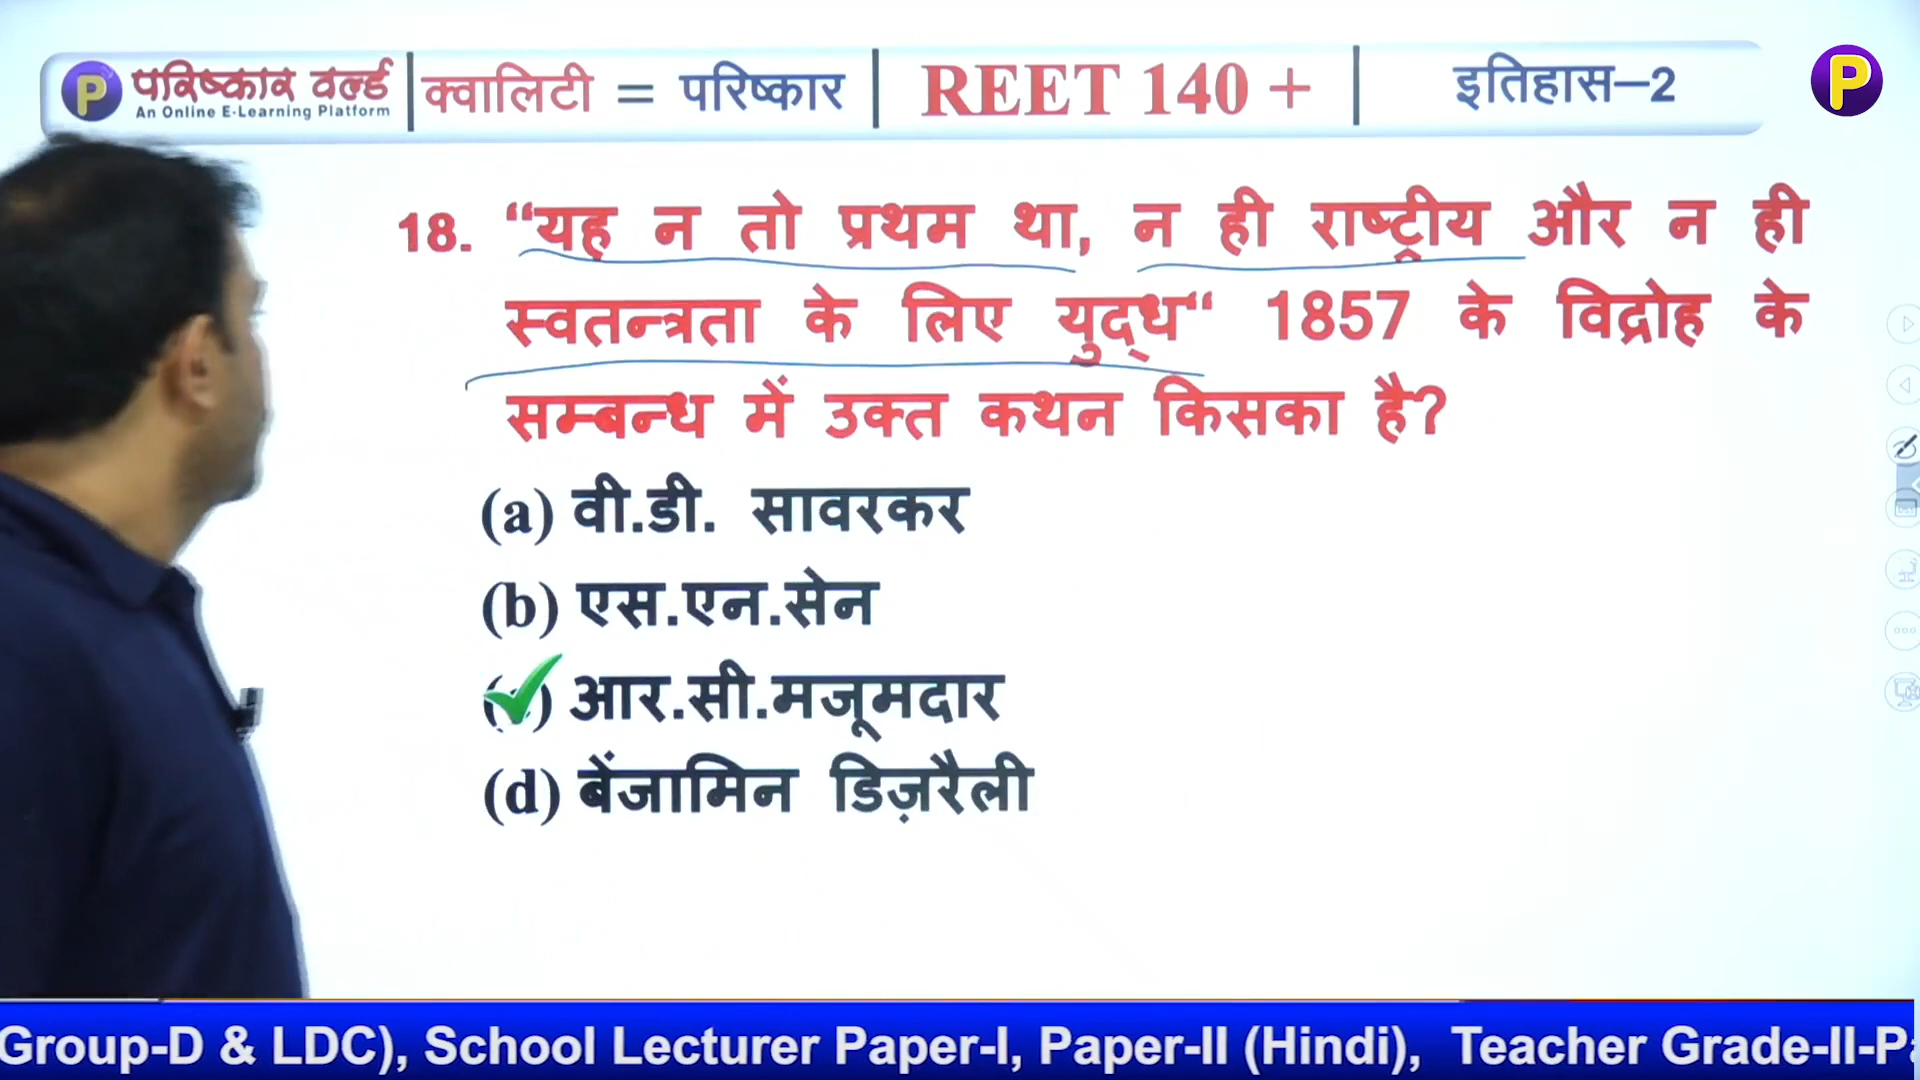 परिष्कार वर्ल्ड
An Online E-Learning Platform
क्वालिटी = परिष्कार
REET 140 +
इतिहास–2
P
18. “यह न तो प्रथम था, न ही राष्ट्रीय और न ही
स्वतन्त्रता के लिए युद्ध“ 1857 के विद्रोह के
सम्बन्ध में उक्त कथन किसका है?
(a) वी.डी. सावरकर
(b) एस.एन.सेन
आर.सी.मजूमदार
(d) बेंजामिन डिज़रैली
Group-D & LDC), School Lecturer Paper-I, Paper-II (Hindi), Teacher Grade-II-Pa